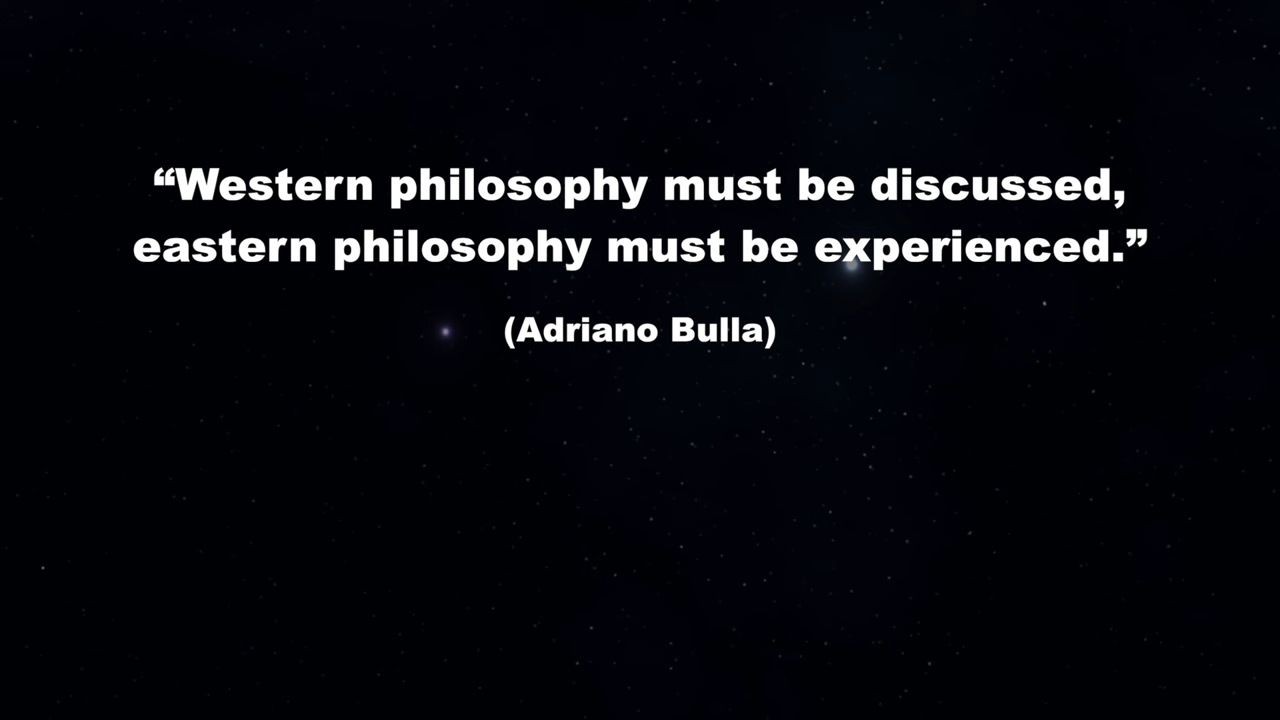 “Western philosophy must be discussed,
eastern philosophy must be experienced.”
(Adriano Bulla)